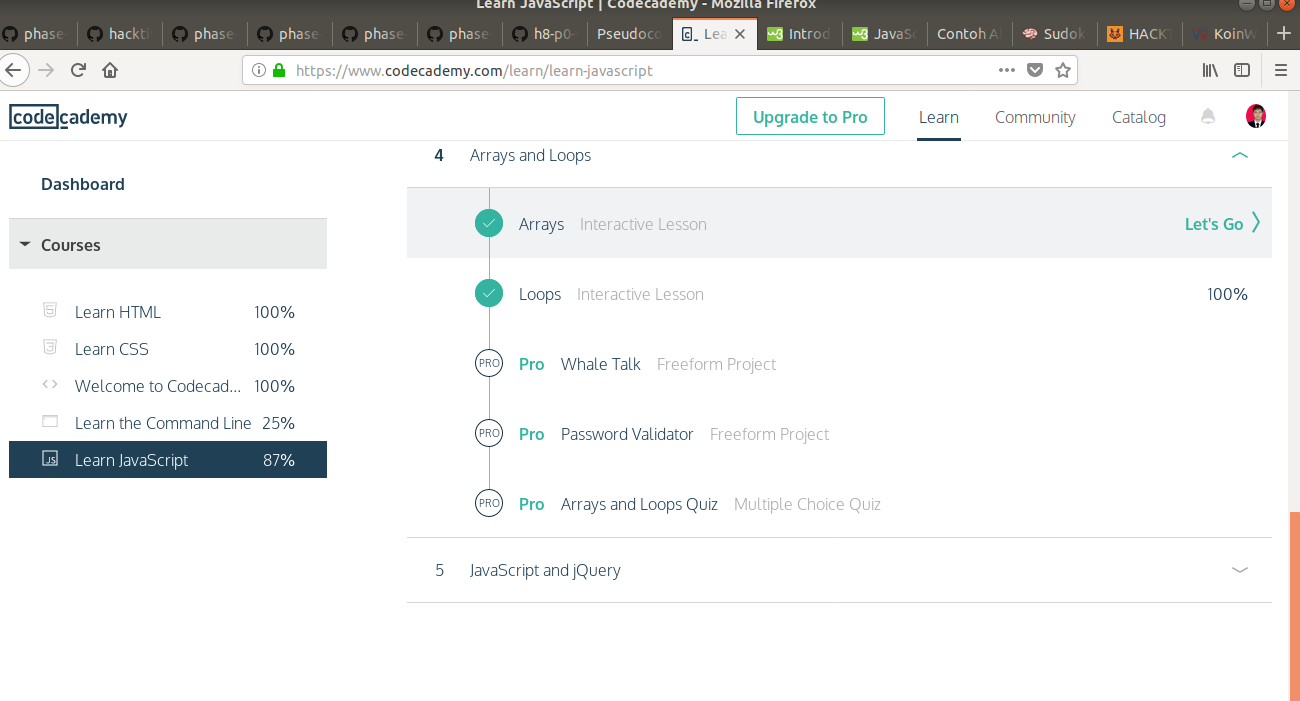 Learn JavaScript | Codecademy - Mozilla Firefox
phase- hackti phase- phase- phase- phase- h8-p0- Pseudoco Lea Introd JavaSc Contoh Al Sudok HACKT KoinW
https://www.codecademy.com/learn/learn-javascript
codecademy Upgrade to Pro Learn Community Catalog
4 Arrays and Loops
Dashboard
Arrays Interactive Lesson Let's Go
Courses
Loops Interactive Lesson 100%
Learn HTML 100%
Learn CSS 100%
PRO Pro Whale Talk Freeform Project
Welcome to Codecad... 100%
Learn the Command Line 25%
PRO Pro Password Validator Freeform Project
JS Learn JavaScript 87%
PRO Pro Arrays and Loops Quiz Multiple Choice Quiz
5 JavaScript and jQuery